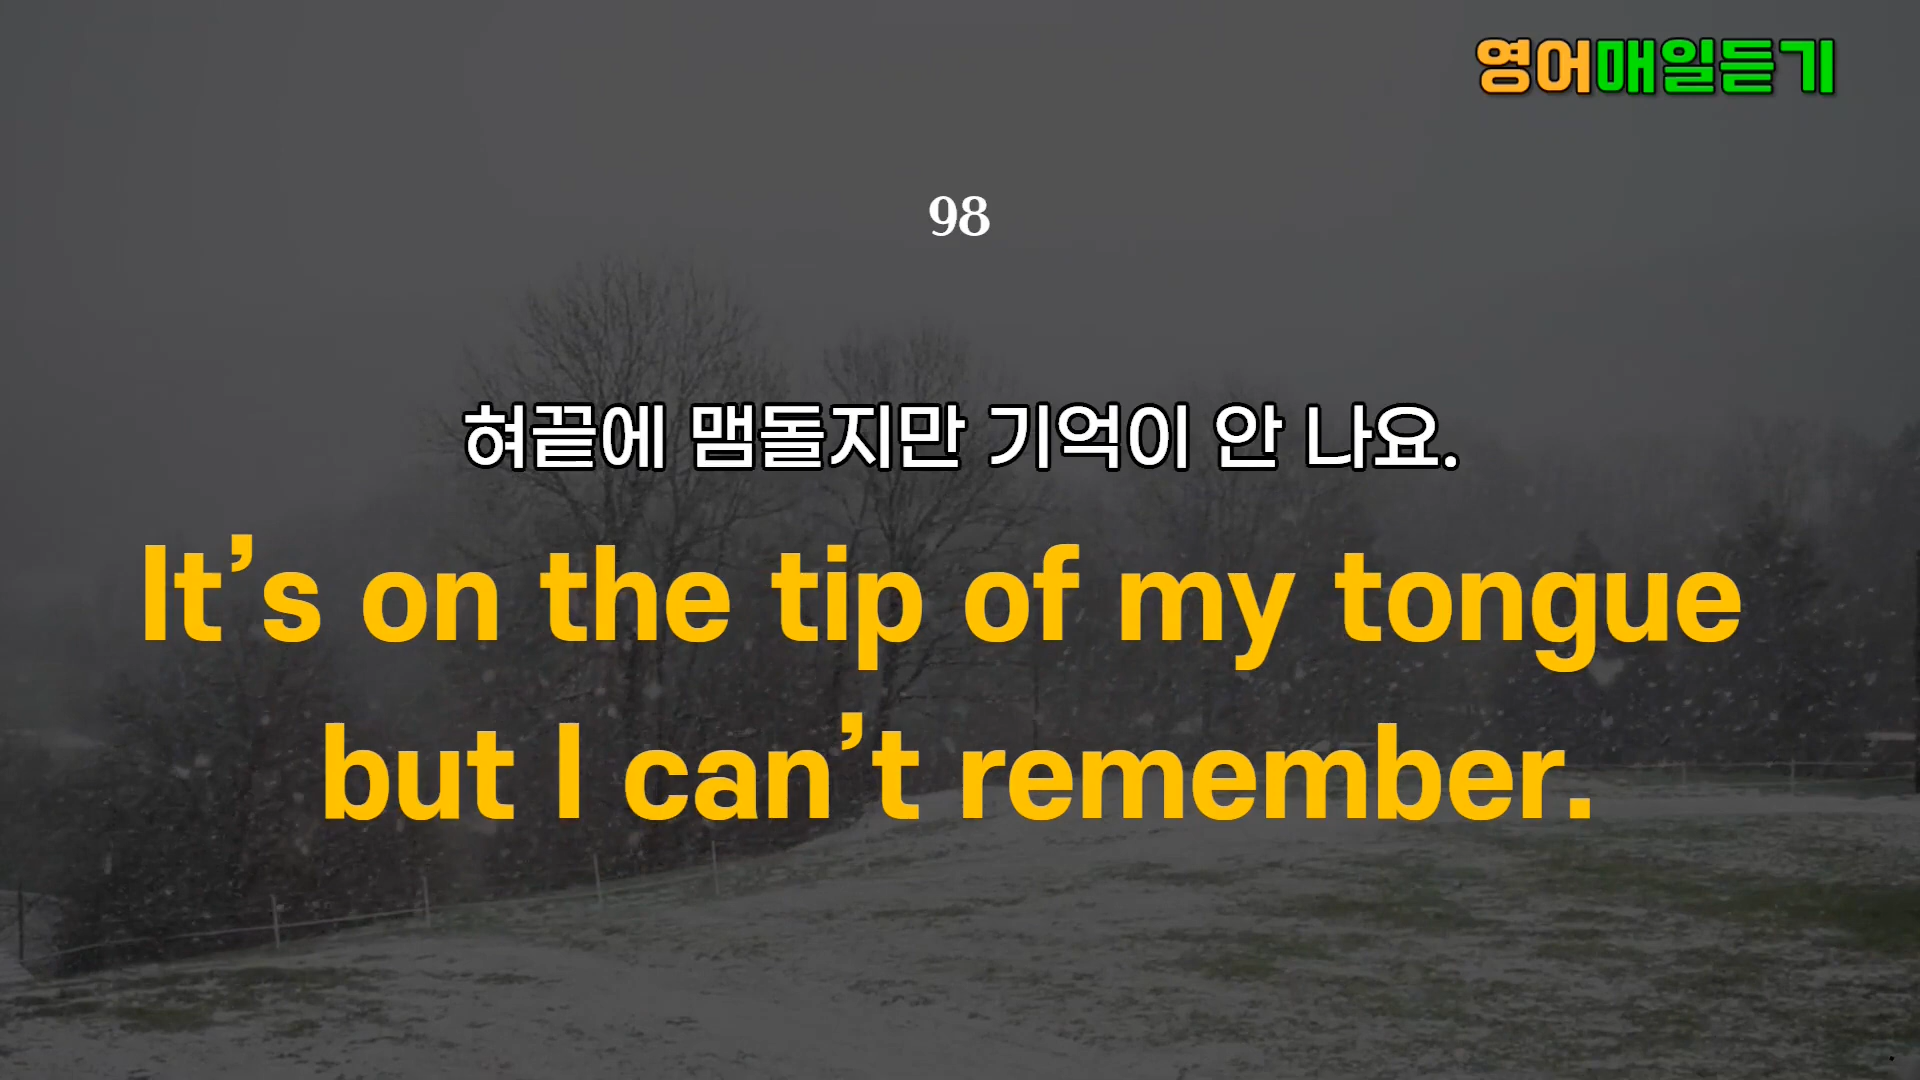 영어매일듣기
98
혀끝에 맴돌지만 기억이 안 나요.
It’s on the tip of my tongue
but I can’t remember.